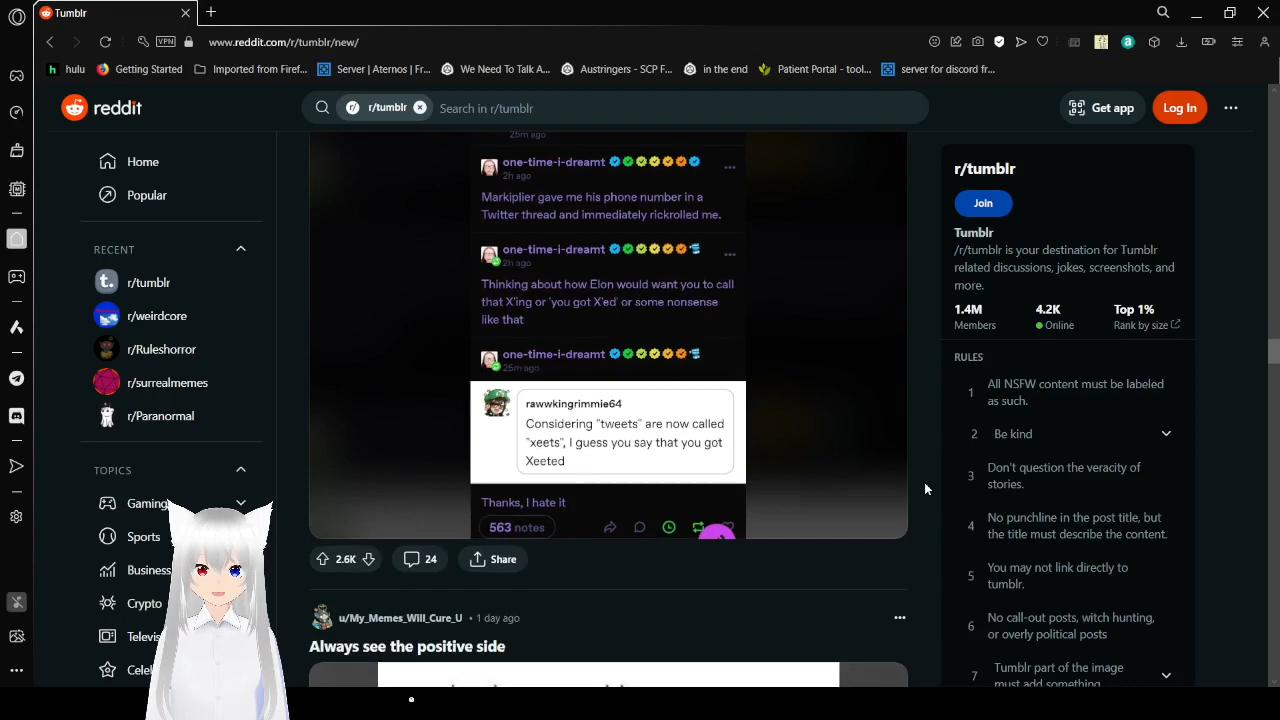 Tumblr
VPN
www.reddit.com/r/tumblr/new/
hulu
Getting Started
Imported from Firef...
Server | Aternos | Fr...
We Need To Talk A...
Austringers - SCP F...
in the end
Patient Portal - tool...
server for discord fr...
reddit
r/tumblr
Search in r/tumblr
Get app
Log In
Home
Popular
RECENT
r/tumblr
r/weirdcore
r/Ruleshorror
r/surrealmemes
r/Paranormal
TOPICS
Gaming
Sports
Business
Crypto
Televis
Celeb
25m ago
one-time-i-dreamt
2h ago
Markiplier gave me his phone number in a
Twitter thread and immediately rickrolled me.
one-time-i-dreamt
2h ago
Thinking about how Elon would want you to call
that X'ing or 'you got X'ed' or some nonsense
like that
one-time-i-dreamt
25m ago
rawwkingrimmie64
Considering "tweets" are now called
"xeets", I guess you say that you got
Xeeted
Thanks, I hate it
563 notes
2.6K
24
Share
u/My_Memes_Will_Cure_U • 1 day ago
Always see the positive side
r/tumblr
Join
Tumblr
/r/tumblr is your destination for Tumblr
related discussions, jokes, screenshots, and
more.
1.4M
Members
4.2K
Online
Top 1%
Rank by size
RULES
1 All NSFW content must be labeled
as such.
2 Be kind
3 Don't question the veracity of
stories.
4 No punchline in the post title, but
the title must describe the content.
5 You may not link directly to
tumblr.
6 No call-out posts, witch hunting,
or overly political posts
7 Tumblr part of the image
must add something